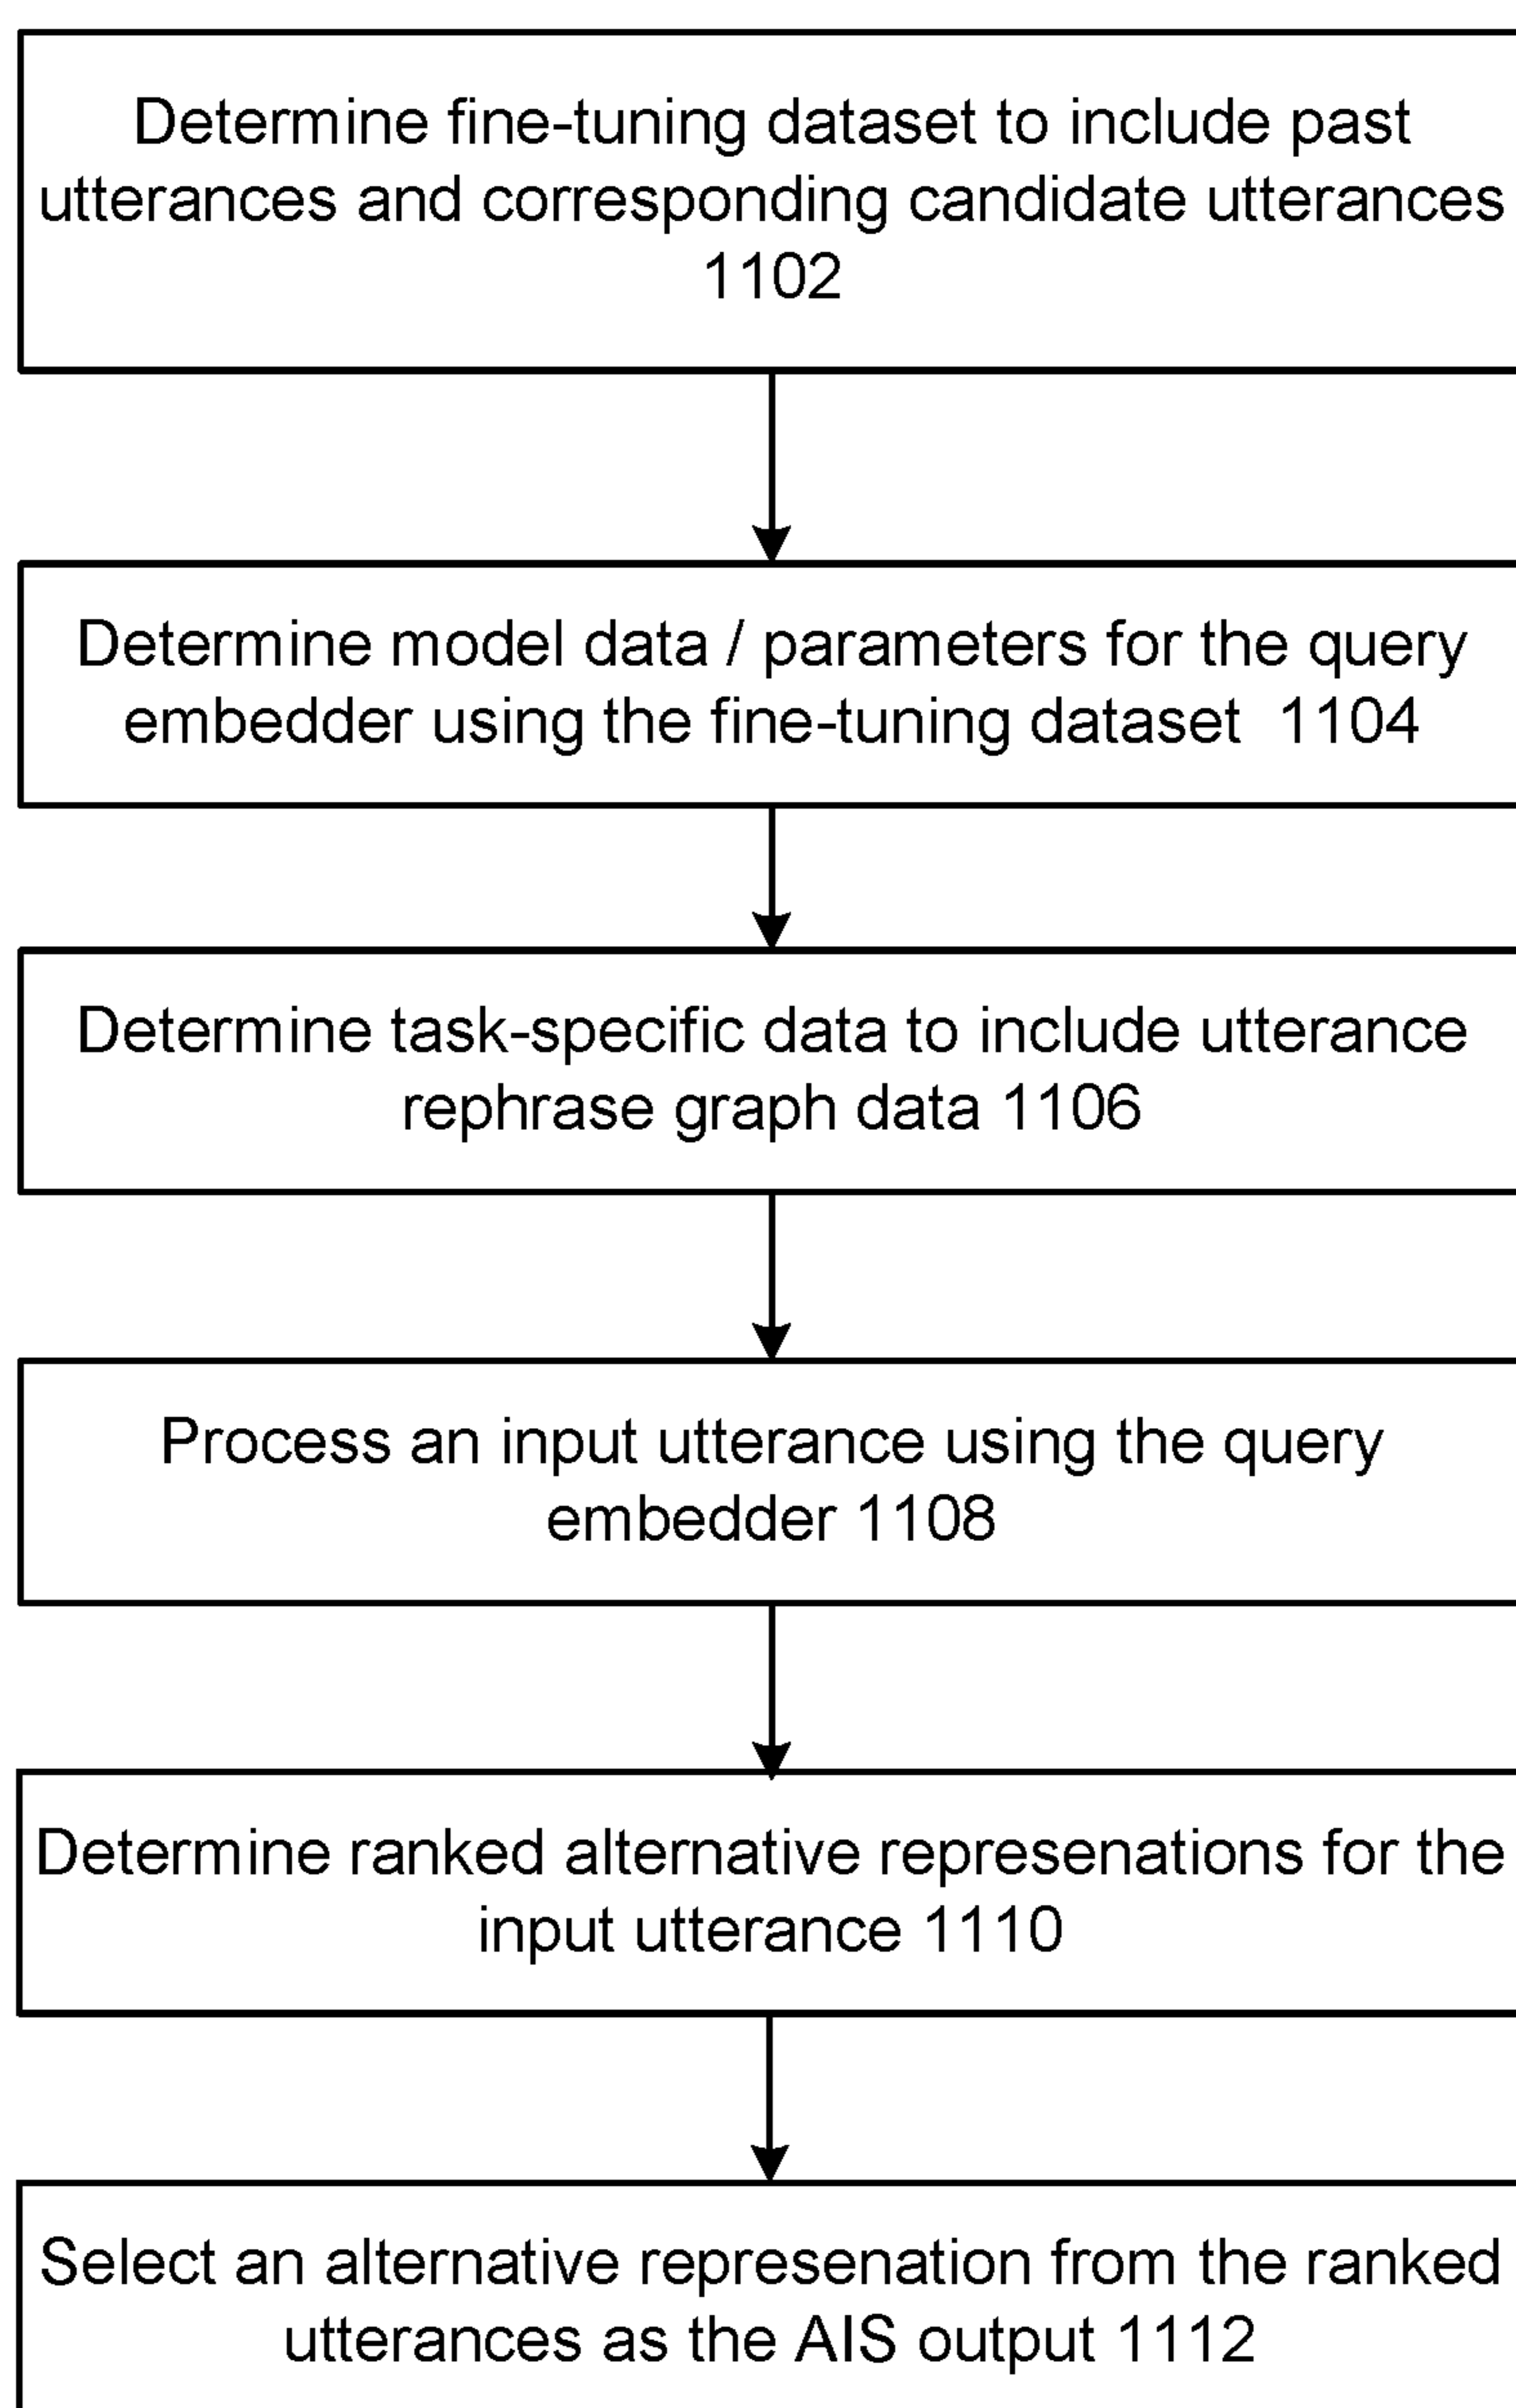 Determine fine-tuning dataset to include past
utterances and corresponding candidate utterances
1102
Determine model data / parameters for the query
embedder using the fine-tuning dataset 1104
Determine task-specific data to include utterance
rephrase graph data 1106
Process an input utterance using the query
embedder 1108
Determine ranked alternative represenations for the
input utterance 1110
Select an alternative represenation from the ranked
utterances as the AIS output 1112